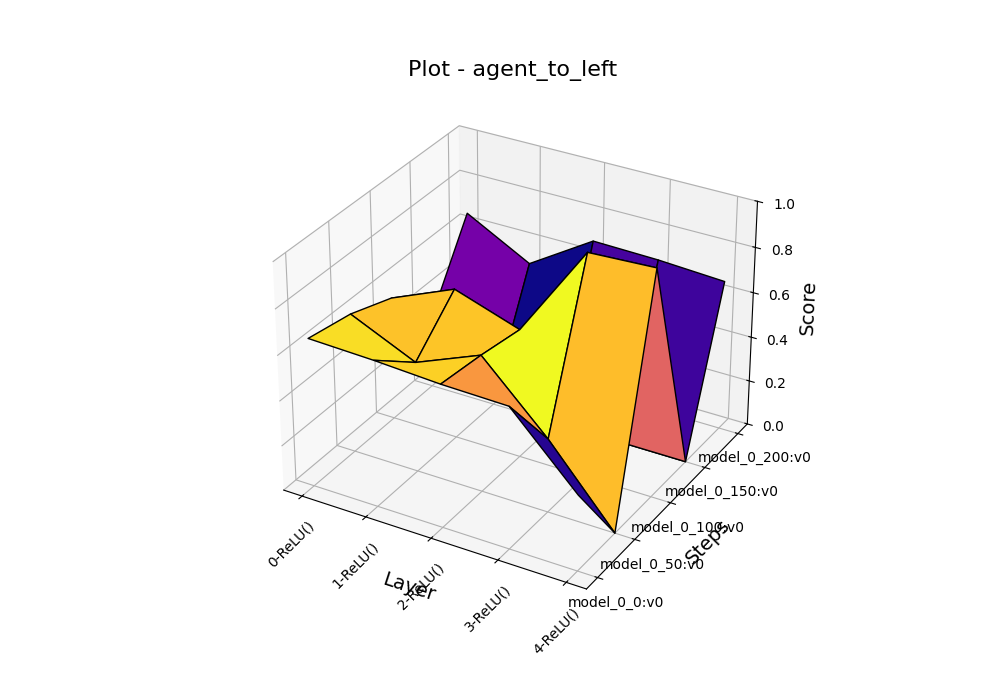 Plot - agent_to_left
1.0
0.8
0.6
0.4
0.2
0.0
Score
model_0_200:v0
model_0_150:v0
model_0_100:v0
model_0_50:v0
model_0_0:v0
Steps
0-ReLU()
1-ReLU()
2-ReLU()
3-ReLU()
4-ReLU()
Layer